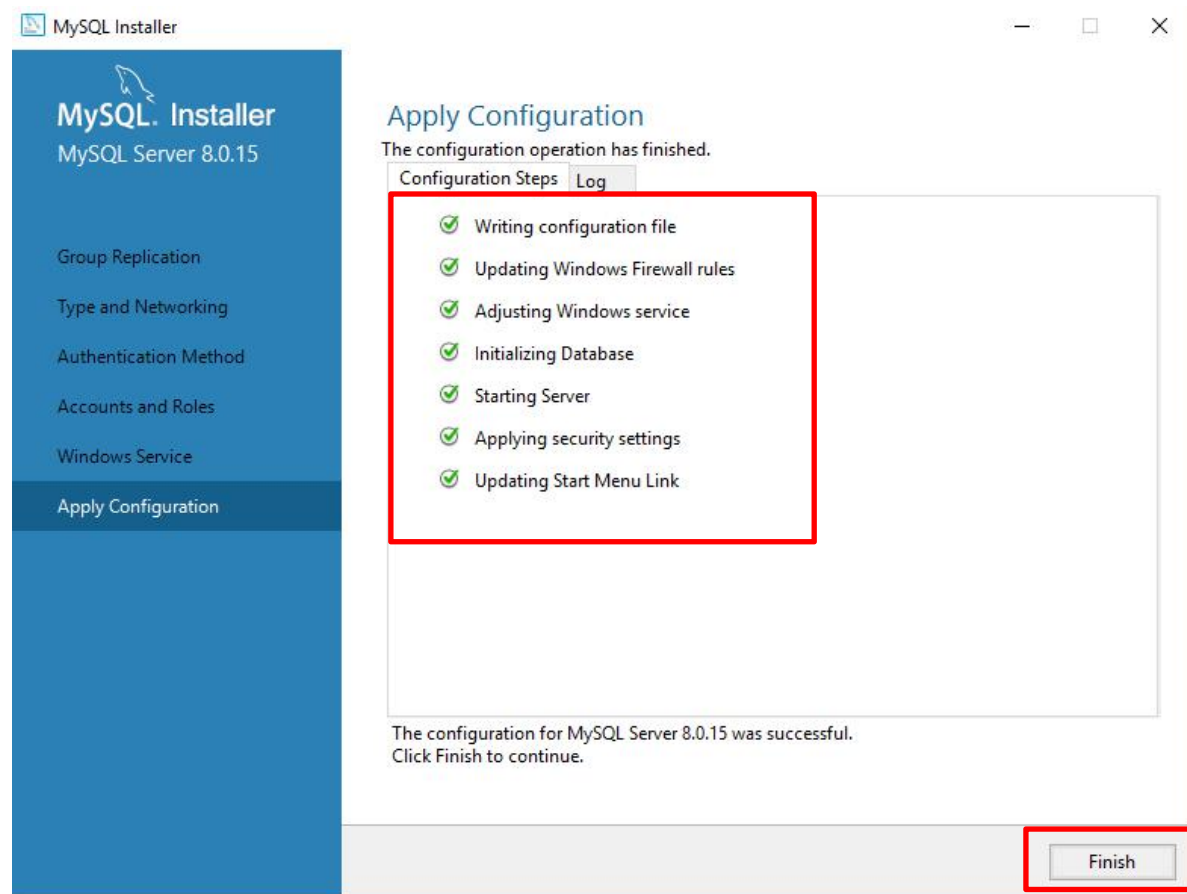 MySQL Installer
MySQL. Installer
MySQL Server 8.0.15
Group Replication
Type and Networking
Authentication Method
Accounts and Roles
Windows Service
Apply Configuration
Apply Configuration
The configuration operation has finished.
Configuration Steps Log
Writing configuration file
Updating Windows Firewall rules
Adjusting Windows service
Initializing Database
Starting Server
Applying security settings
Updating Start Menu Link
The configuration for MySQL Server 8.0.15 was successful.
Click Finish to continue.
Finish